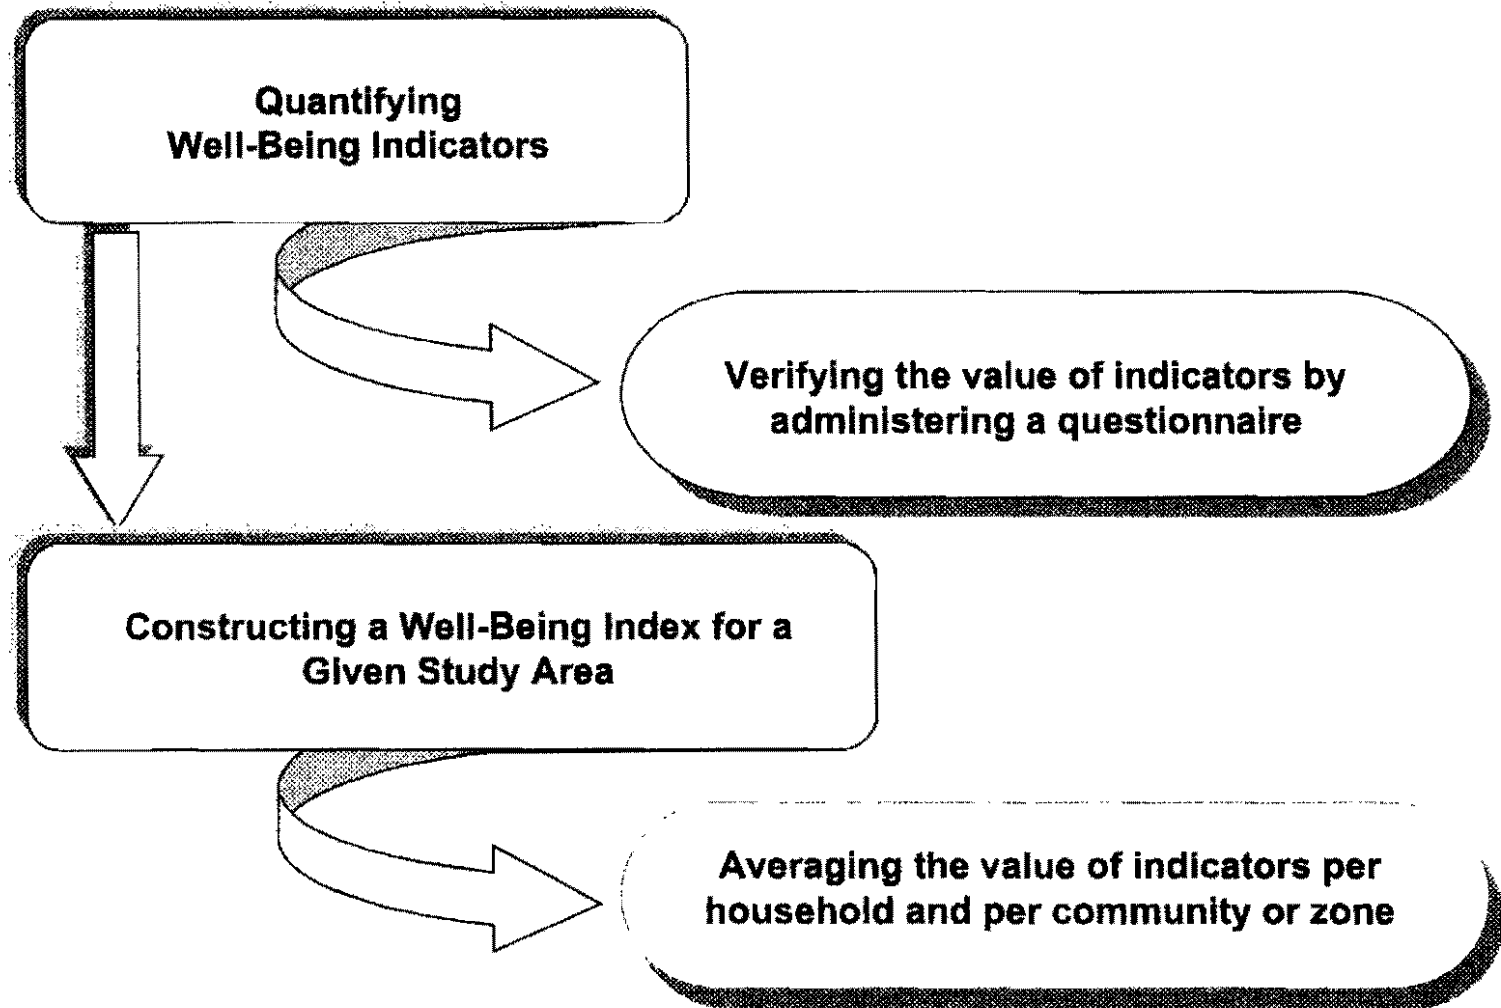 Quantifying
Well-Being Indicators
Verifying the value of indicators by
administering a questionnaire
Constructing a Well-Being Index for a
Given Study Area
Averaging the value of indicators per
household and per community or zone